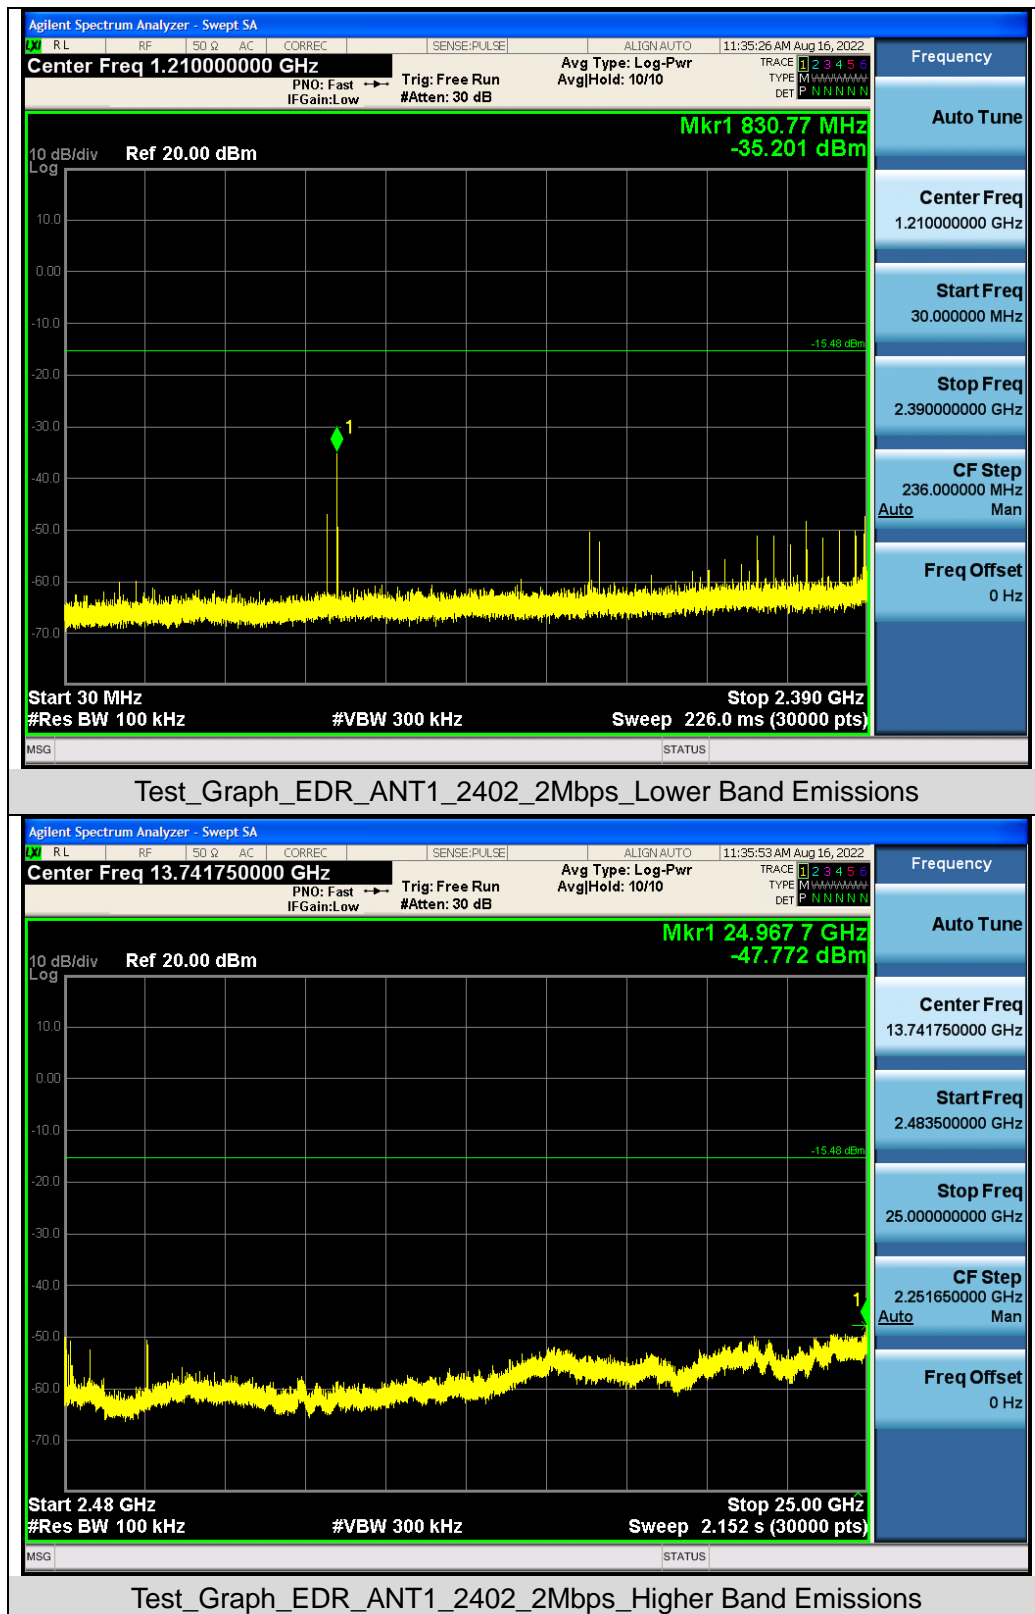 Agilent Spectrum Analyzer - Swept SA
LXI RL RF 50 Ω AC CORREC SENSE:PULSE ALIGN AUTO 11:35:26 AM Aug 16, 2022
Center Freq 1.210000000 GHz
PNO: Fast
IFGain:Low
Trig: Free Run
#Atten: 30 dB
Avg Type: Log-Pwr
Avg|Hold: 10/10
TRACE 1 2 3 4 5 6
TYPE M WWWWW
DET P N N N N N
Mkr1 830.77 MHz
-35.201 dBm
10 dB/div Ref 20.00 dBm
Log
10.0
0.00
-10.0
-15.48 dBm
-20.0
-30.0
1
-40.0
-50.0
-60.0
-70.0
Start 30 MHz Stop 2.390 GHz
#Res BW 100 kHz #VBW 300 kHz Sweep 226.0 ms (30000 pts)
MSG STATUS
Frequency
Auto Tune
Center Freq
1.210000000 GHz
Start Freq
30.000000 MHz
Stop Freq
2.390000000 GHz
CF Step
236.000000 MHz
Auto Man
Freq Offset
0 Hz
Test_Graph_EDR_ANT1_2402_2Mbps_Lower Band Emissions
Agilent Spectrum Analyzer - Swept SA
LXI RL RF 50 Ω AC CORREC SENSE:PULSE ALIGN AUTO 11:35:53 AM Aug 16, 2022
Center Freq 13.741750000 GHz
PNO: Fast
IFGain:Low
Trig: Free Run
#Atten: 30 dB
Avg Type: Log-Pwr
Avg|Hold: 10/10
TRACE 1 2 3 4 5 6
TYPE M WWWWW
DET P N N N N N
Mkr1 24.967 7 GHz
-47.772 dBm
10 dB/div Ref 20.00 dBm
Log
10.0
0.00
-10.0
-15.48 dBm
-20.0
-30.0
-40.0
1
-50.0
-60.0
-70.0
Start 2.48 GHz Stop 25.00 GHz
#Res BW 100 kHz #VBW 300 kHz Sweep 2.152 s (30000 pts)
MSG STATUS
Frequency
Auto Tune
Center Freq
13.741750000 GHz
Start Freq
2.483500000 GHz
Stop Freq
25.000000000 GHz
CF Step
2.251650000 GHz
Auto Man
Freq Offset
0 Hz
Test_Graph_EDR_ANT1_2402_2Mbps_Higher Band Emissions